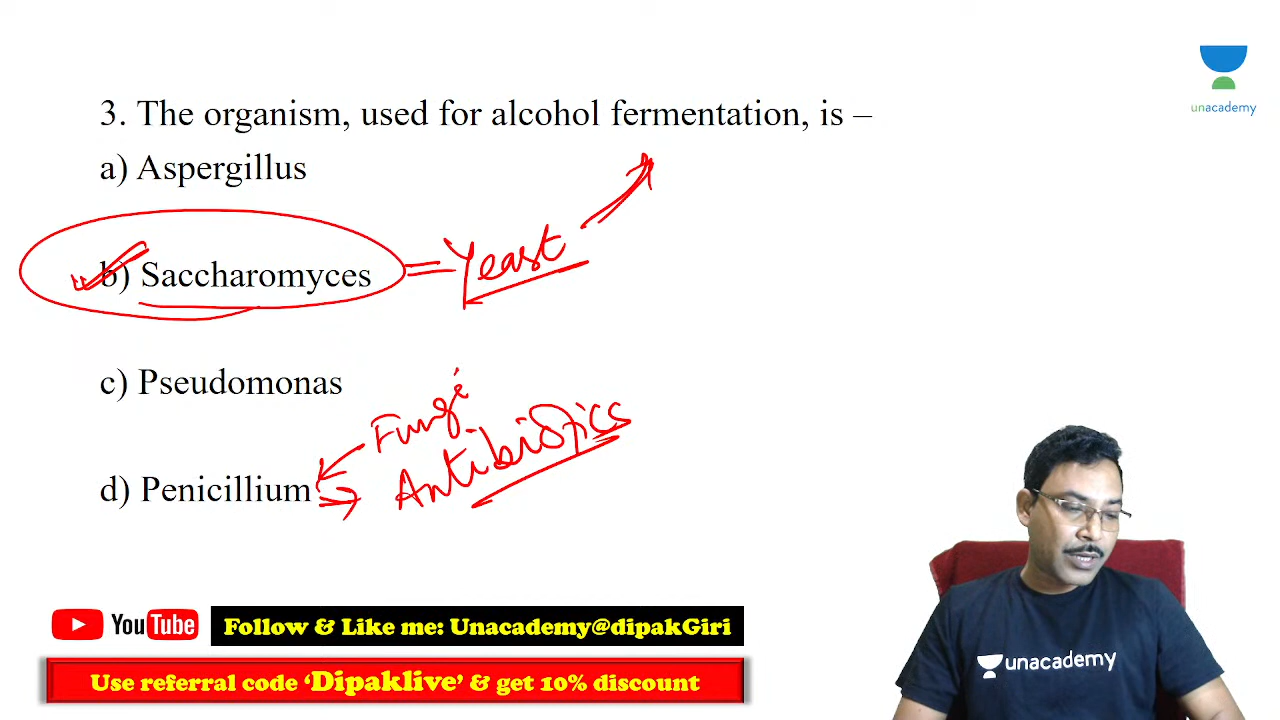 unacademy
3. The organism, used for alcohol fermentation, is –
a) Aspergillus
b) Saccharomyces = Yeast
c) Pseudomonas
Fungi
d) Penicillium Antibiotics
unacademy
YouTube Follow & Like me: Unacademy@dipakGiri
Use referral code ‘Dipaklive’ & get 10% discount